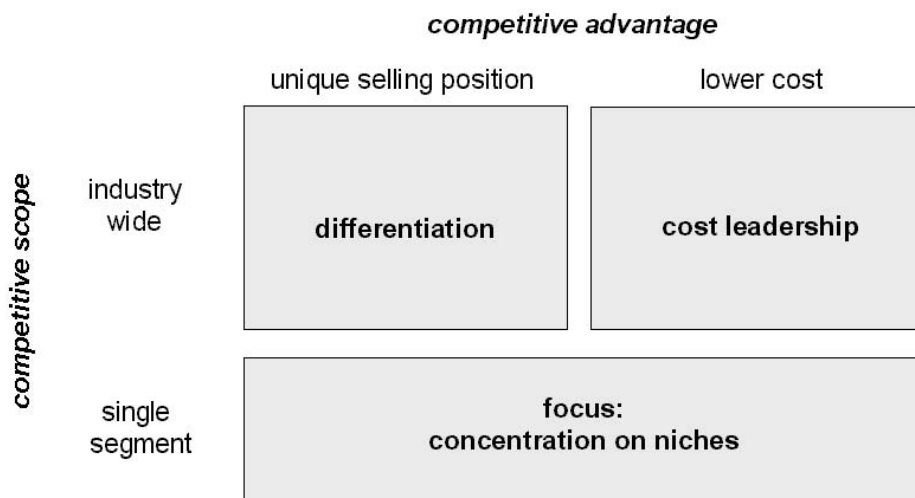 competitive advantage
unique selling position
lower cost
competitive scope
industry
wide
differentiation
cost leadership
single
segment
focus:
concentration on niches